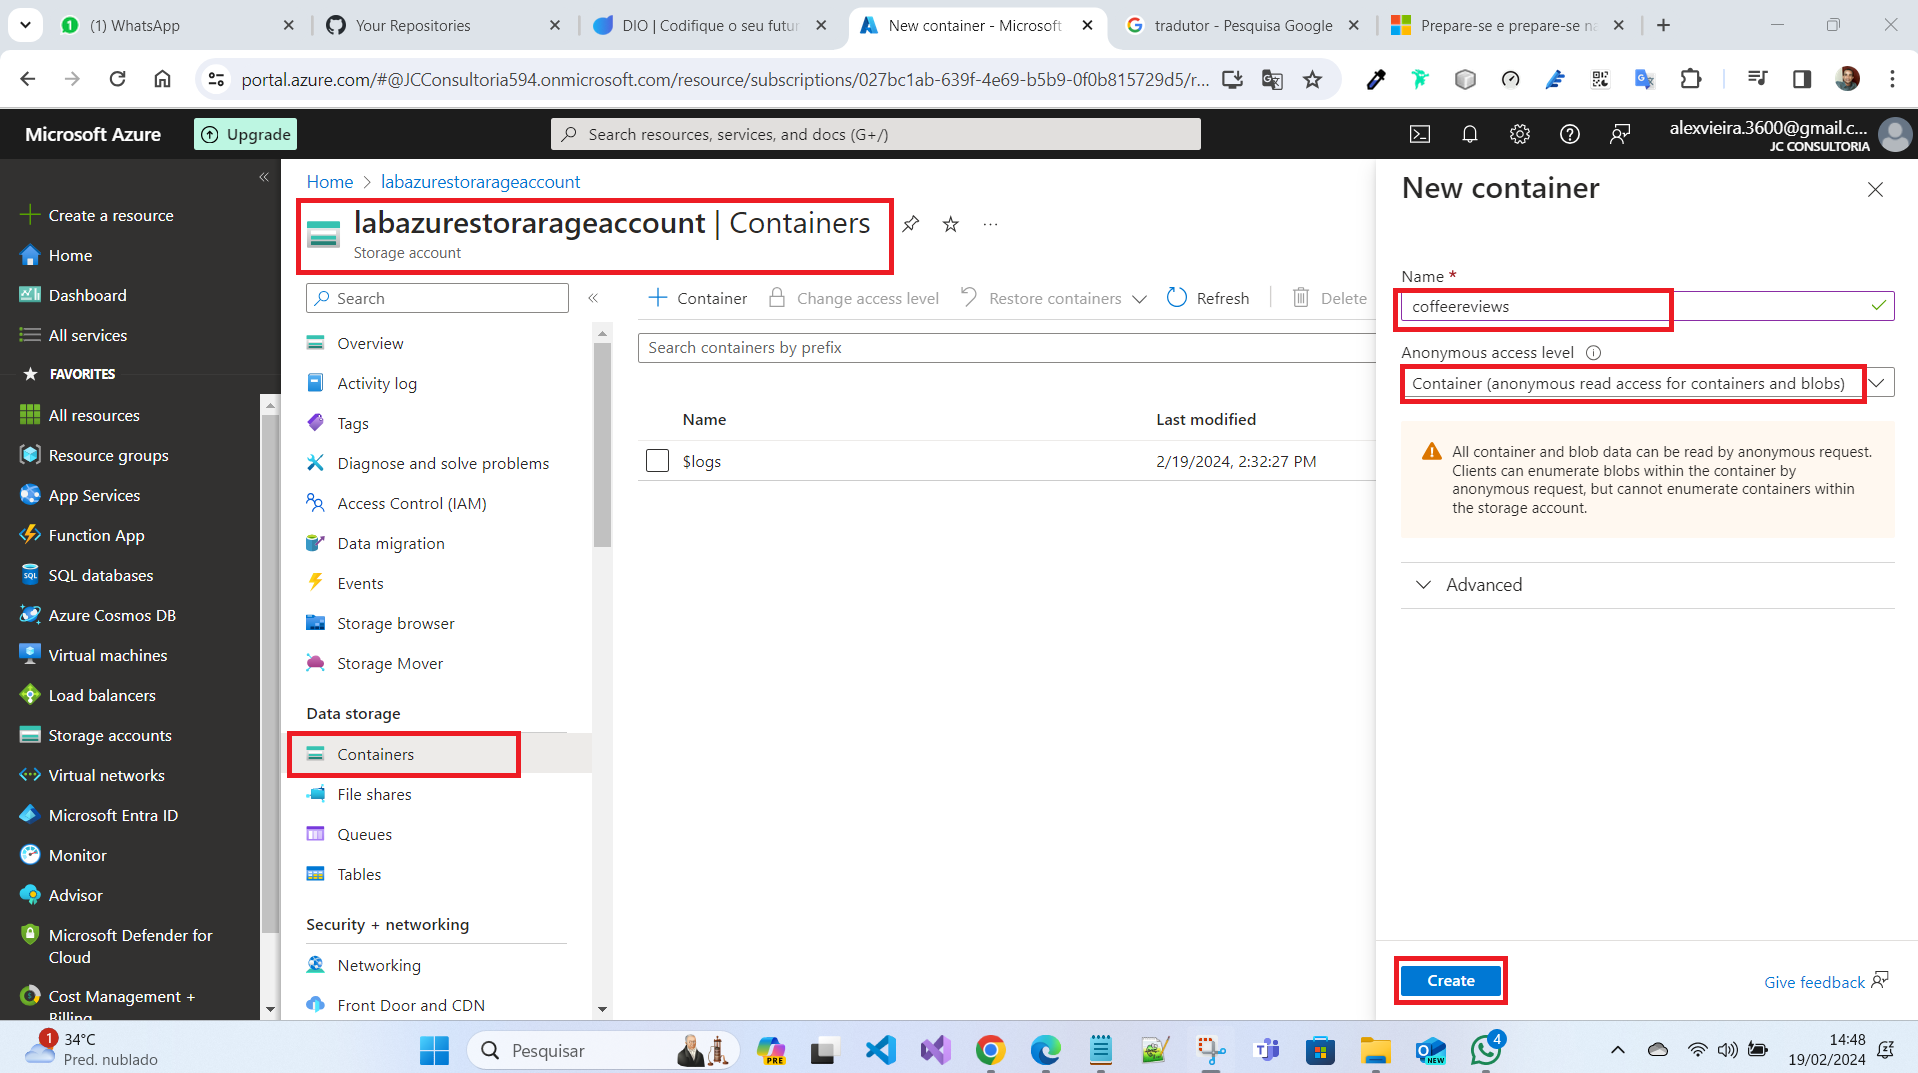 (1) WhatsApp
Your Repositories
DIO | Codifique o seu futur
New container - Microsoft
tradutor - Pesquisa Google
Prepare-se e prepare-se na
portal.azure.com/#@JCConsultoria594.onmicrosoft.com/resource/subscriptions/027bc1ab-639f-4e69-b5b9-0f0b815729d5/r...
Microsoft Azure
Upgrade
Search resources, services, and docs (G+/)
alexvieira.3600@gmail.c...
JC CONSULTORIA
Create a resource
Home
Dashboard
All services
FAVORITES
All resources
Resource groups
App Services
Function App
SQL databases
Azure Cosmos DB
Virtual machines
Load balancers
Storage accounts
Virtual networks
Microsoft Entra ID
Monitor
Advisor
Microsoft Defender for
Cloud
Cost Management +
Billing
Home > labazurestorarageaccount
labazurestorarageaccount | Containers
Storage account
Search
Overview
Activity log
Tags
Diagnose and solve problems
Access Control (IAM)
Data migration
Events
Storage browser
Storage Mover
Data storage
Containers
File shares
Queues
Tables
Security + networking
Networking
Front Door and CDN
Container
Change access level
Restore containers
Refresh
Delete
Search containers by prefix
Name
Last modified
$logs
2/19/2024, 2:32:27 PM
New container
Name *
coffeereviews
Anonymous access level
Container (anonymous read access for containers and blobs)
All container and blob data can be read by anonymous request.
Clients can enumerate blobs within the container by
anonymous request, but cannot enumerate containers within
the storage account.
Advanced
Create
Give feedback
1
34°C
Pred. nublado
Pesquisar
PRE
NEW
4
14:48
19/02/2024